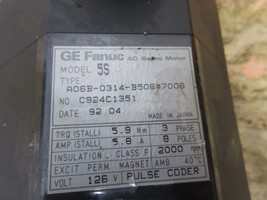 GE Fanuc AC Servo Motor
MODEL 5S
TYPE
A06B-0314-B506#7008
NO. C924C1351
DATE 92.04
MADE IN JAPAN
TRQ (STALL) 5.9 Nm 3 PHASE
AMP (STALL) 5.8 A 8 POLES
INSULATION CLASS F 2000 rpm
EXCIT PERM MAGNET AMB 40°C
VOLT 126 V PULSE CODER